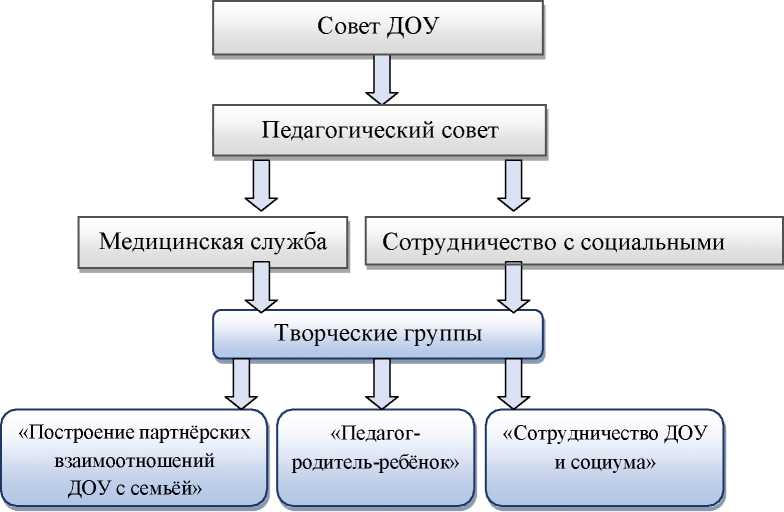 Совет ДОУ
Педагогический совет
Медицинская служба
Сотрудничество с социальными
Творческие группы
«Построение партнёрских
взаимоотношений
ДОУ с семьёй»
«Педагог-
родитель-ребёнок»
«Сотрудничество ДОУ
и социума»